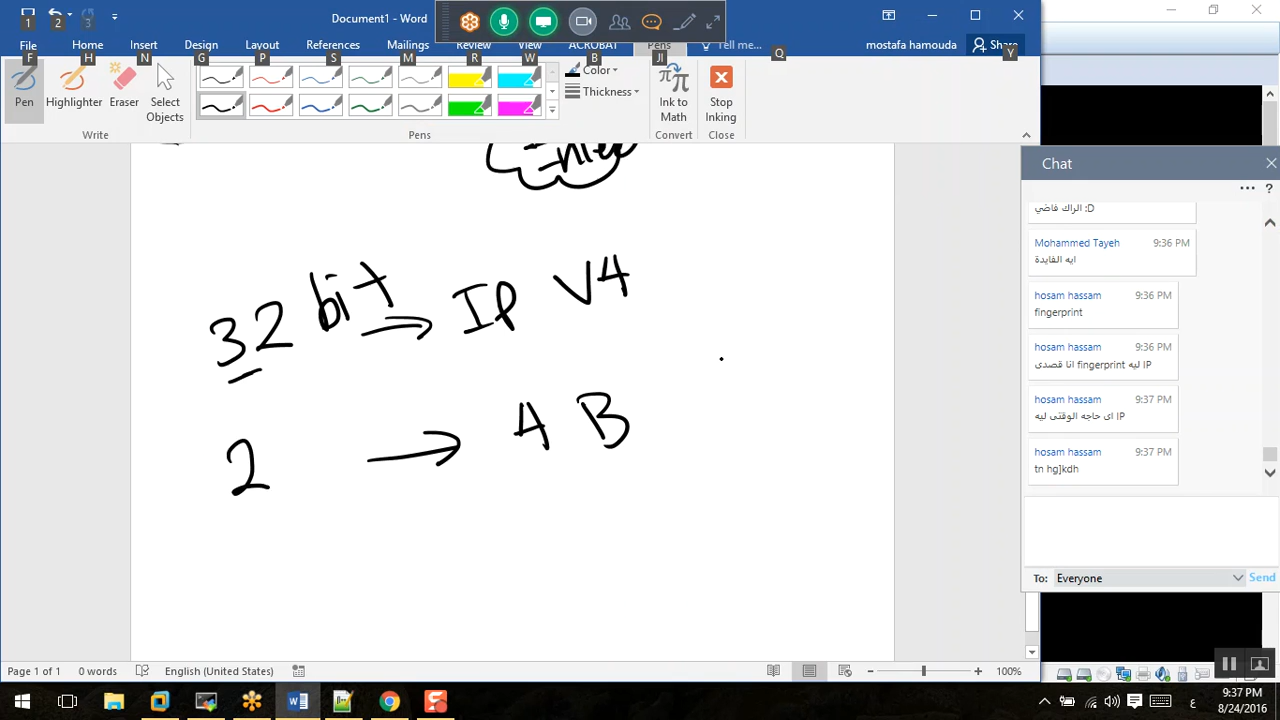 Document1 - Word
1 2 3
File Home Insert Design Layout References Mailings Review View ACROBAT Pens Tell me... mostafa hamouda Share
F H N G P S M R W B JI Q Y
Pen Highlighter Eraser Select Objects
Color
Thickness
Ink to Math
Stop Inking
Write Pens Convert Close
32 bit → IP V4
2 → A B
Chat
الراك فاضي :D
Mohammed Tayeh 9:36 PM
ايه الفايدة
hosam hassam 9:36 PM
fingerprint
hosam hassam 9:36 PM
انا قصدى fingerprint ليه IP
hosam hassam 9:37 PM
اى حاجه الوقتى ليه IP
hosam hassam 9:37 PM
tn hg]kdh
To: Everyone Send
Page 1 of 1 0 words English (United States) 100%
9:37 PM
8/24/2016